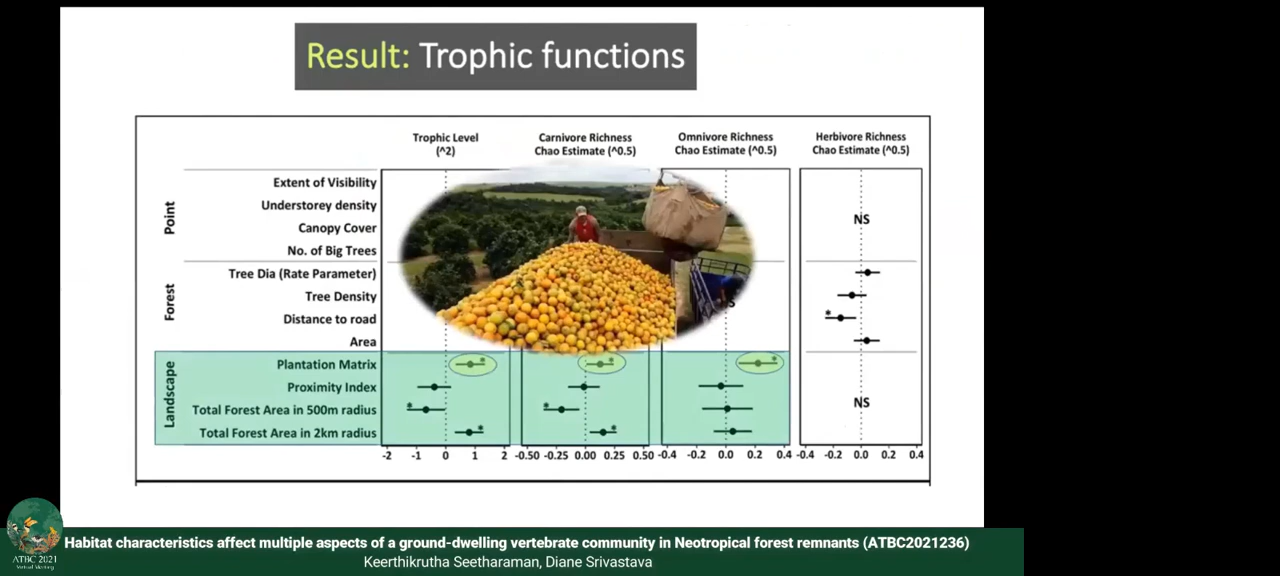 Result: Trophic functions
Trophic Level
(^2)
Carnivore Richness
Chao Estimate (^0.5)
Omnivore Richness
Chao Estimate (^0.5)
Herbivore Richness
Chao Estimate (^0.5)
Point
Extent of Visibility
Understorey density
Canopy Cover
No. of Big Trees
NS
Forest
Tree Dia (Rate Parameter)
Tree Density
Distance to road
*
Area
Landscape
Plantation Matrix
* * *
Proximity Index
Total Forest Area in 500m radius
* *
Total Forest Area in 2km radius
* *
NS
-2 -1 0 1 2 -0.50 -0.25 0.00 0.25 0.50 -0.4 -0.2 0.0 0.2 0.4 -0.4 -0.2 0.0 0.2 0.4
ATBC 2021
Virtual Meeting
Habitat characteristics affect multiple aspects of a ground-dwelling vertebrate community in Neotropical forest remnants (ATBC2021236)
Keerthikrutha Seetharaman, Diane Srivastava